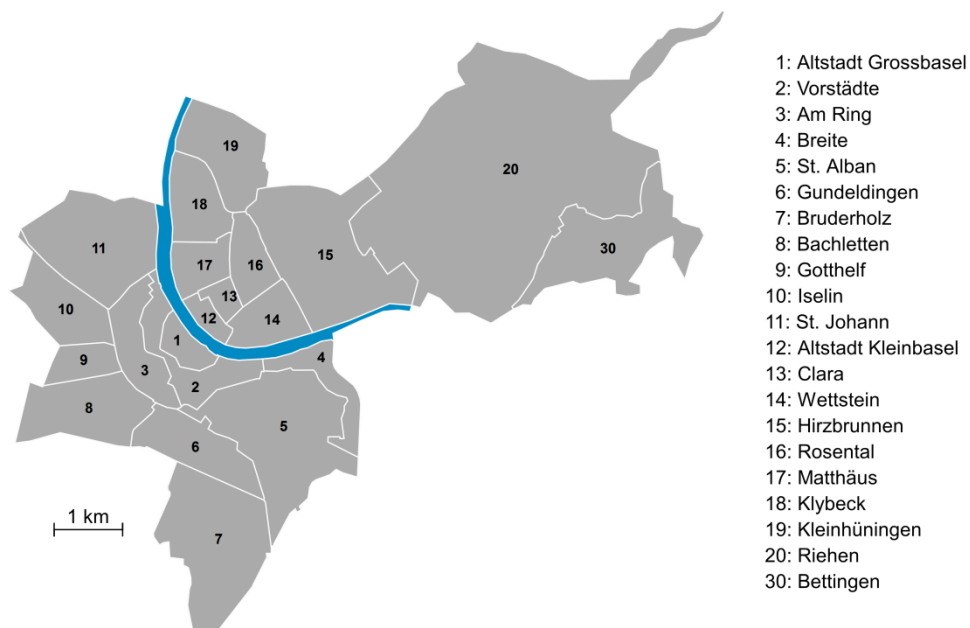 1: Altstadt Grossbasel
2: Vorstädte
3: Am Ring
4: Breite
5: St. Alban
6: Gundeldingen
7: Bruderholz
8: Bachletten
9: Gotthelf
10: Iselin
11: St. Johann
12: Altstadt Kleinbasel
13: Clara
14: Wettstein
15: Hirzbrunnen
16: Rosental
17: Matthäus
18: Klybeck
19: Kleinhüningen
20: Riehen
30: Bettingen
19
20
18
11
15
30
17
16
13
10
12
14
1
4
9
3
2
8
5
6
1 km
7